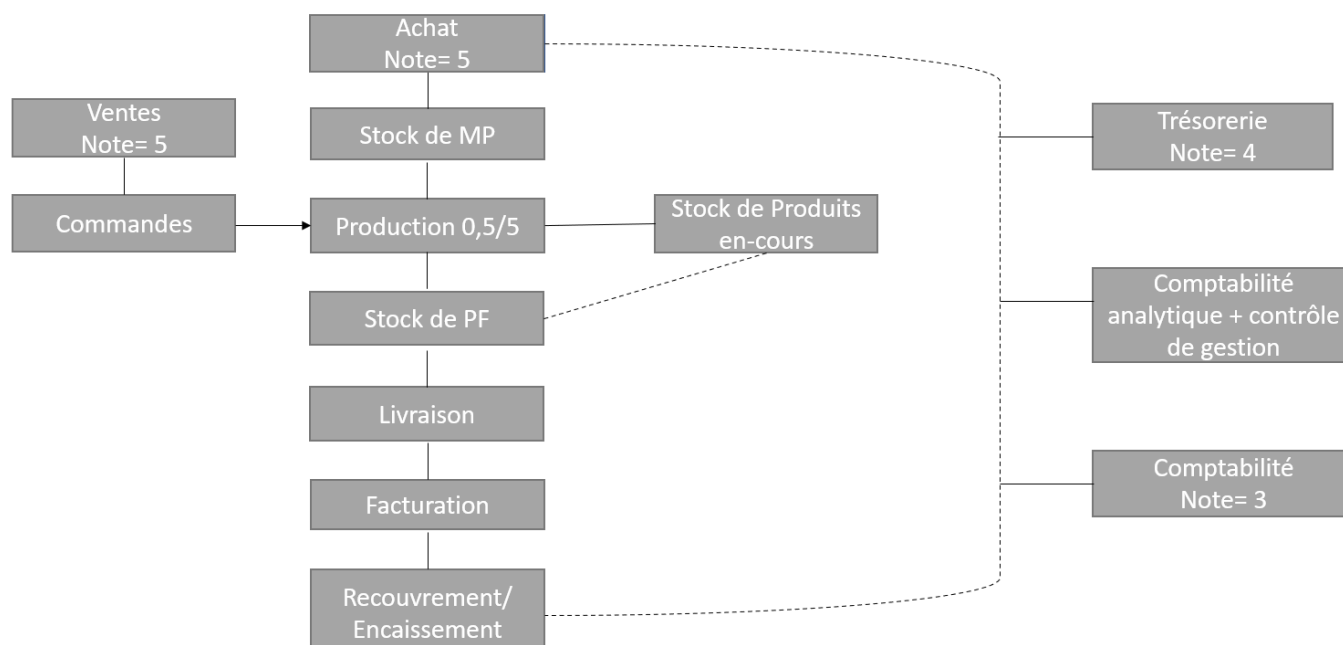 Achat
Note= 5
Ventes
Note= 5
Stock de MP
Trésorerie
Note= 4
Commandes
Production 0,5/5
Stock de Produits
en-cours
Stock de PF
Comptabilité
analytique + contrôle
de gestion
Livraison
Facturation
Comptabilité
Note= 3
Recouvrement/
Encaissement